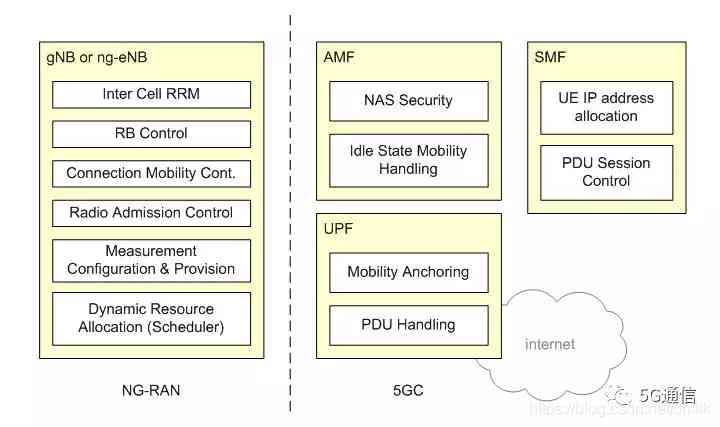 gNB or ng-eNB
Inter Cell RRM
RB Control
Connection Mobility Cont.
Radio Admission Control
Measurement
Configuration & Provision
Dynamic Resource
Allocation (Scheduler)
NG-RAN
AMF
NAS Security
Idle State Mobility
Handling
SMF
UE IP address
allocation
PDU Session
Control
UPF
Mobility Anchoring
PDU Handling
internet
5GC
5G通信
https://blog.csdn.net/